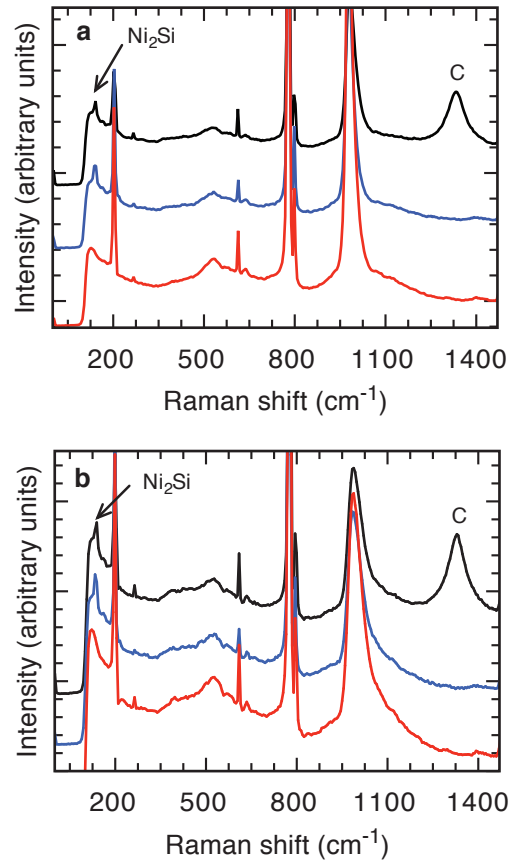 a
Ni₂Si
C
Intensity (arbitrary units)
200 500 800 1100 1400
Raman shift (cm⁻¹)
b
Ni₂Si
C
Intensity (arbitrary units)
200 500 800 1100 1400
Raman shift (cm⁻¹)